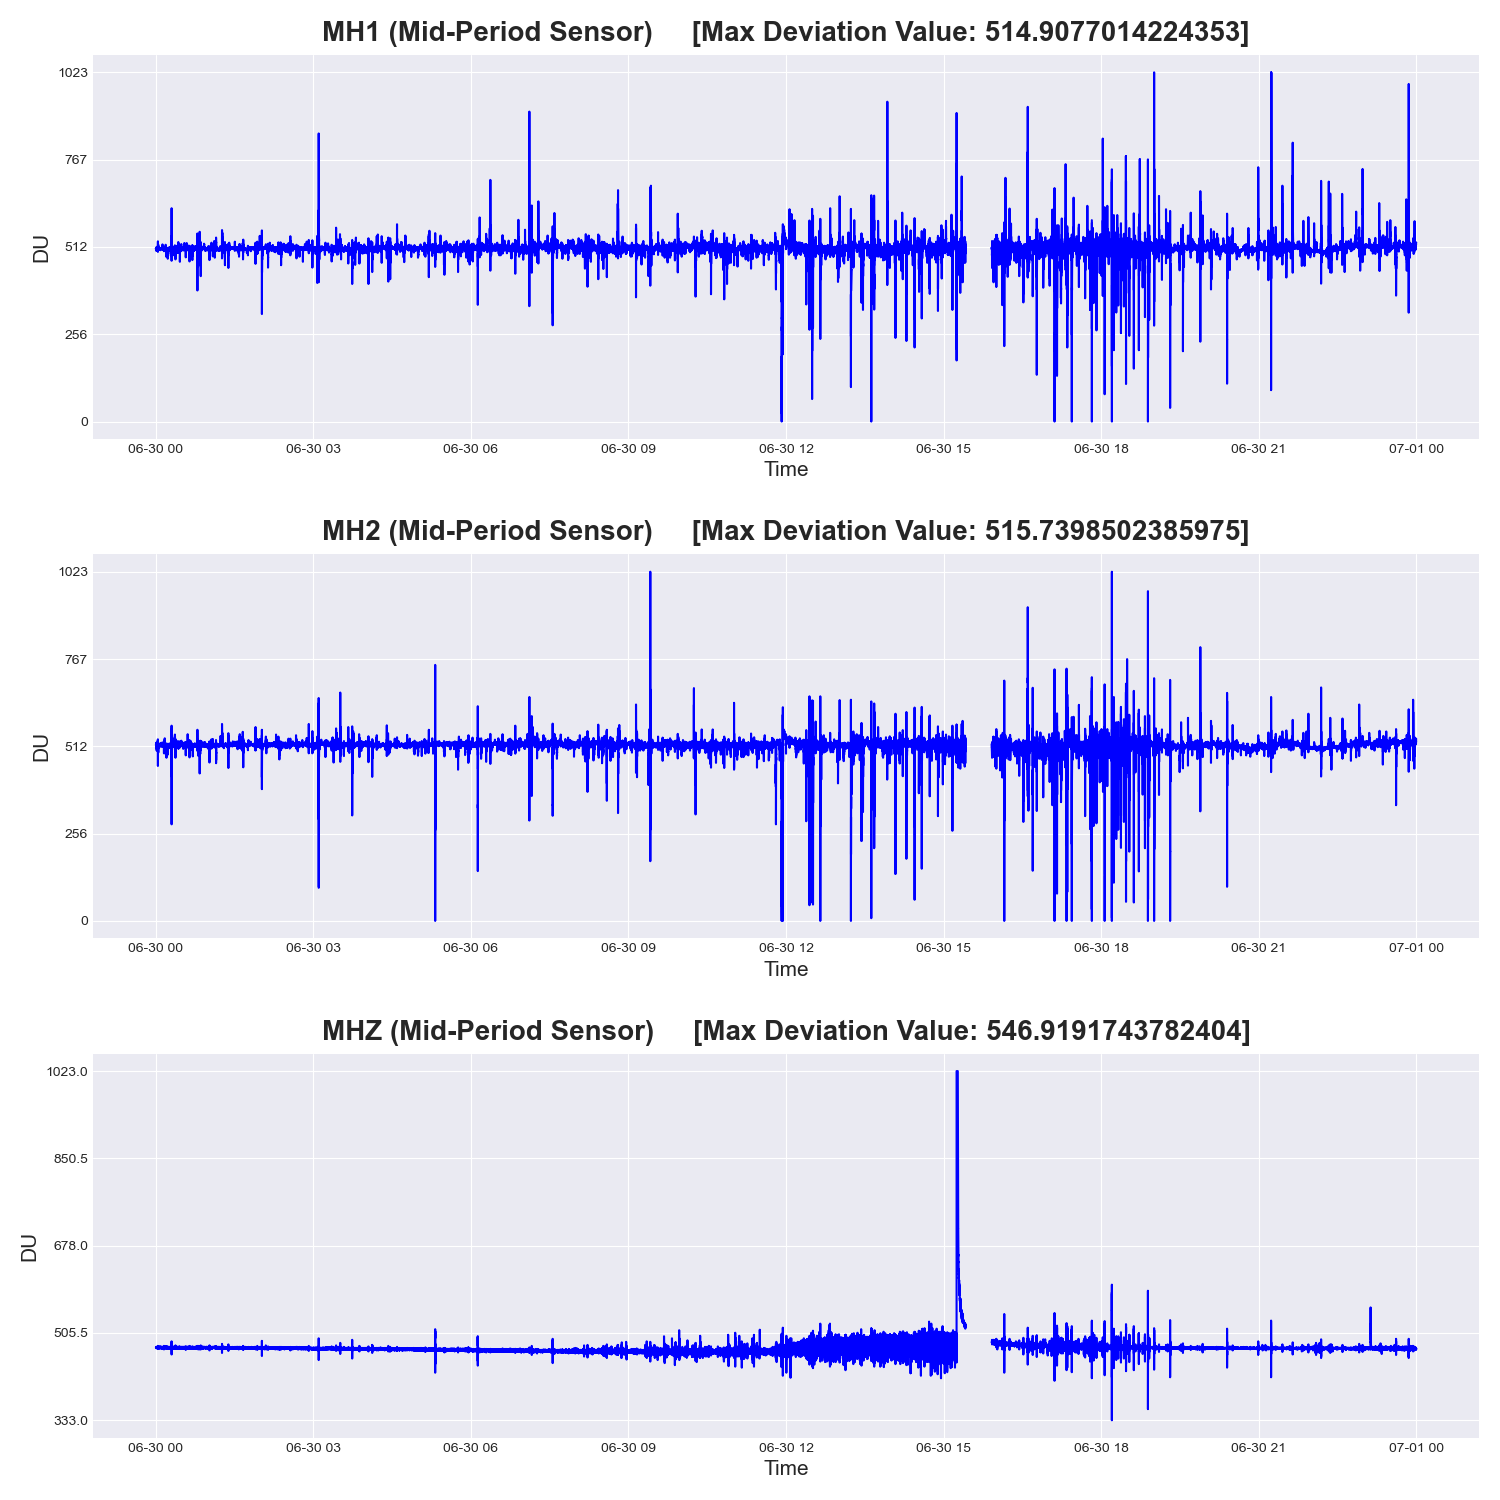 MH1 (Mid-Period Sensor)     [Max Deviation Value: 514.9077014224353]
1023
767
512
256
0
DU
06-30 00 06-30 03 06-30 06 06-30 09 06-30 12 06-30 15 06-30 18 06-30 21 07-01 00
Time
MH2 (Mid-Period Sensor)     [Max Deviation Value: 515.7398502385975]
1023
767
512
256
0
DU
06-30 00 06-30 03 06-30 06 06-30 09 06-30 12 06-30 15 06-30 18 06-30 21 07-01 00
Time
MHZ (Mid-Period Sensor)     [Max Deviation Value: 546.9191743782404]
1023.0
850.5
678.0
505.5
333.0
DU
06-30 00 06-30 03 06-30 06 06-30 09 06-30 12 06-30 15 06-30 18 06-30 21 07-01 00
Time